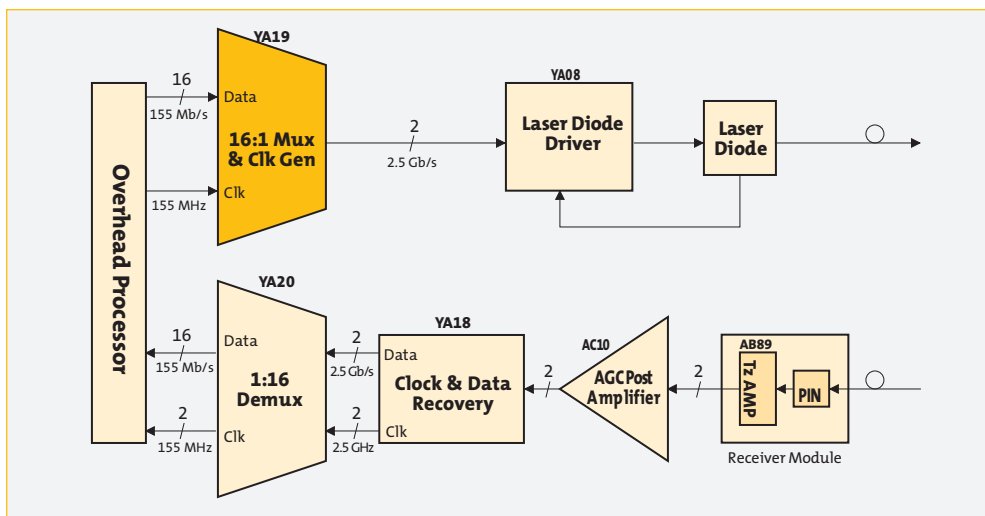 YA19
16
Data
155 Mb/s
16:1 Mux
& Clk Gen
Clk
155 MHz
2
2.5 Gb/s
YA08
Laser Diode
Driver
Laser
Diode
Overhead Processor
YA20
16
Data
155 Mb/s
1:16
Demux
2
Clk
155 MHz
2
2.5 Gb/s
2
2.5 GHz
YA18
Data
Clock & Data
Recovery
Clk
2
AC10
AGC Post
Amplifier
2
AB89
Tz AMP
PIN
Receiver Module